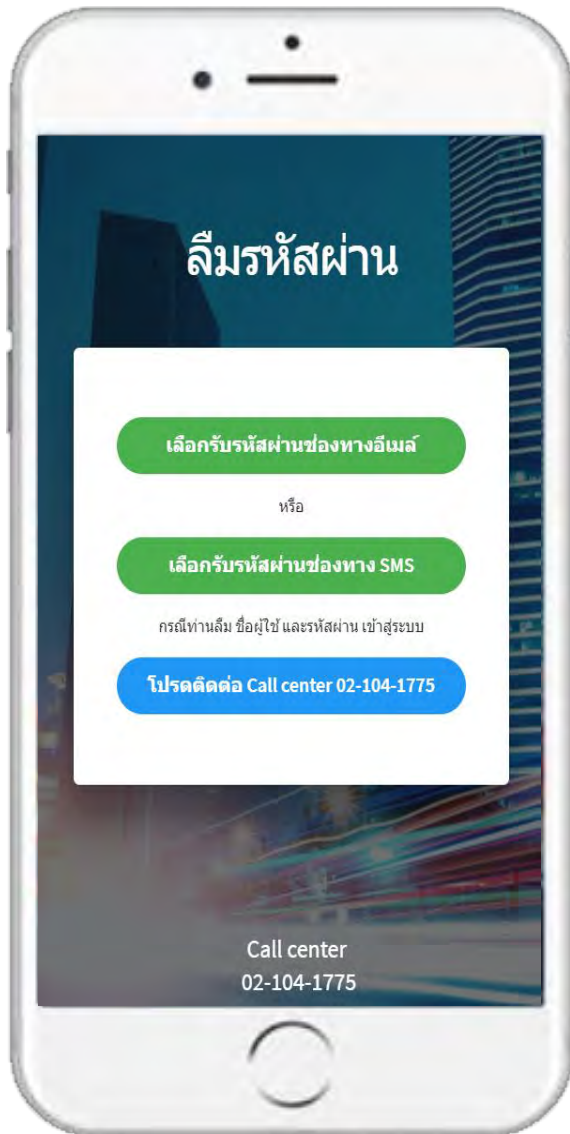 ลืมรหัสผ่าน
เลือกรับรหัสผ่านช่องทางอีเมล์
หรือ
เลือกรับรหัสผ่านช่องทาง SMS
กรณีท่านลืม ชื่อผู้ใช้ และรหัสผ่าน เข้าสู่ระบบ
โปรดติดต่อ Call center 02-104-1775
Call center
02-104-1775